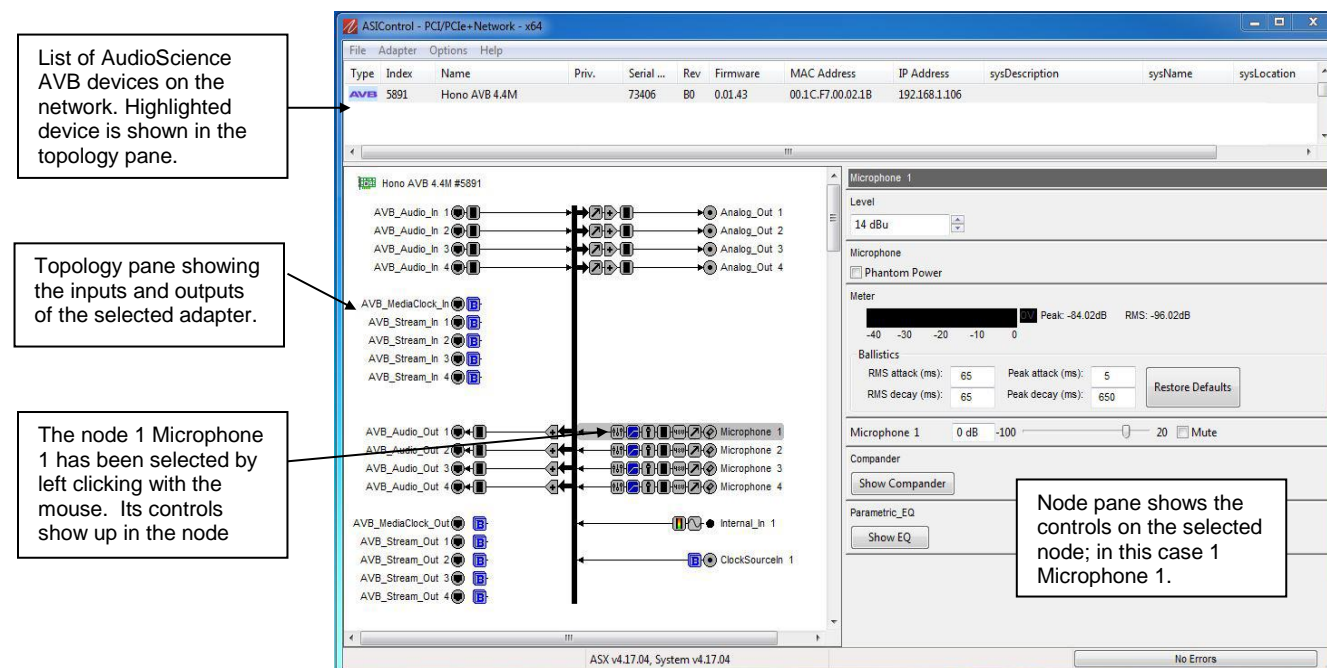 List of AudioScience
AVB devices on the
network. Highlighted
device is shown in the
topology pane.
Topology pane showing
the inputs and outputs
of the selected adapter.
The node 1 Microphone
1 has been selected by
left clicking with the
mouse. Its controls
show up in the node
ASIControl - PCI/PCIe+Network - x64
File Adapter Options Help
Type Index Name Priv. Serial ... Rev Firmware MAC Address IP Address sysDescription sysName sysLocation
AVB 5891 Hono AVB 4.4M 73406 B0 0.01.43 00.1C.F7.00.02.1B 192.168.1.106
Hono AVB 4.4M #5891
AVB_Audio_In 1 Analog_Out 1
AVB_Audio_In 2 Analog_Out 2
AVB_Audio_In 3 Analog_Out 3
AVB_Audio_In 4 Analog_Out 4
AVB_MediaClock_In B
AVB_Stream_In 1 B
AVB_Stream_In 2 B
AVB_Stream_In 3 B
AVB_Stream_In 4 B
AVB_Audio_Out 1 Microphone 1
AVB_Audio_Out 2 Microphone 2
AVB_Audio_Out 3 Microphone 3
AVB_Audio_Out 4 Microphone 4
AVB_MediaClock_Out B Internal_In 1
AVB_Stream_Out 1 B
AVB_Stream_Out 2 B B ClockSourceIn 1
AVB_Stream_Out 3 B
AVB_Stream_Out 4 B
Microphone 1
Level
14 dBu
Microphone
Phantom Power
Meter
OV Peak: -84.02dB RMS: -96.02dB
-40 -30 -20 -10 0
Ballistics
RMS attack (ms): 65 Peak attack (ms): 5
RMS decay (ms): 65 Peak decay (ms): 650
Restore Defaults
Microphone 1 0 dB -100 20 Mute
Compander
Show Compander
Parametric_EQ
Show EQ
Node pane shows the
controls on the selected
node; in this case 1
Microphone 1.
ASX v4.17.04, System v4.17.04
No Errors